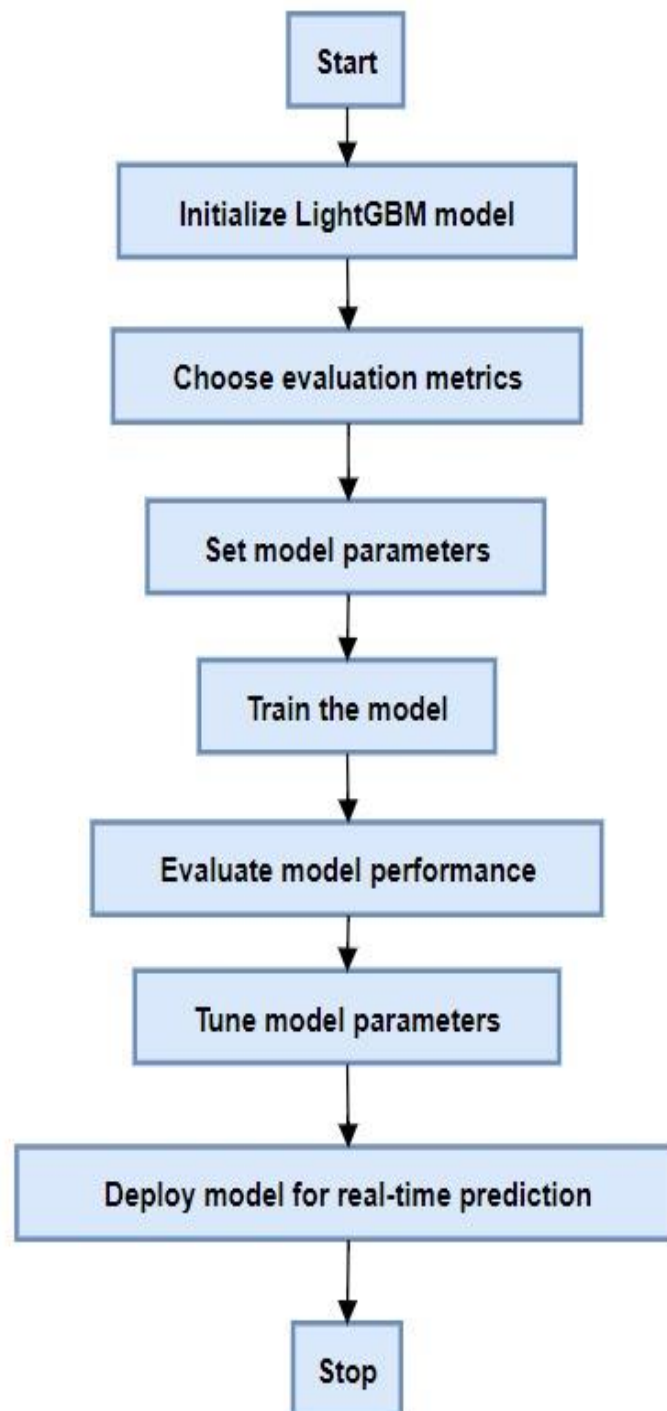 Start
Initialize LightGBM model
Choose evaluation metrics
Set model parameters
Train the model
Evaluate model performance
Tune model parameters
Deploy model for real-time prediction
Stop